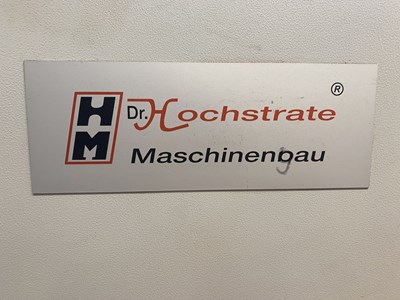 HM
Dr. Hochstrate ®
Maschinenbau